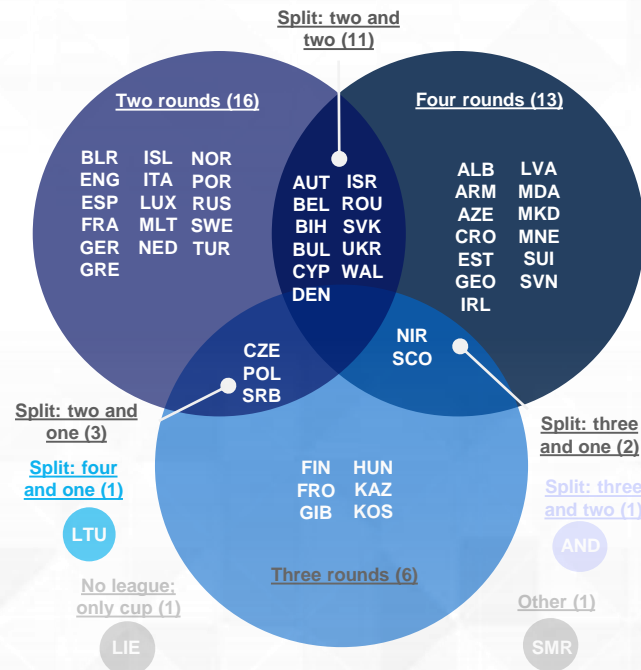 Split: two and
two (11)
Two rounds (16)
Four rounds (13)
BLR ISL NOR
ENG ITA POR
ESP LUX RUS
FRA MLT SWE
GER NED TUR
GRE
AUT ISR
BEL ROU
BIH SVK
BUL UKR
CYP WAL
DEN
ALB LVA
ARM MDA
AZE MKD
CRO MNE
EST SUI
GEO SVN
IRL
CZE
POL
SRB
NIR
SCO
Split: two and
one (3)
Split: three
and one (2)
Split: four
and one (1)
LTU
FIN HUN
FRO KAZ
GIB KOS
Split: three
and two (1)
AND
Three rounds (6)
No league;
only cup (1)
LIE
Other (1)
SMR